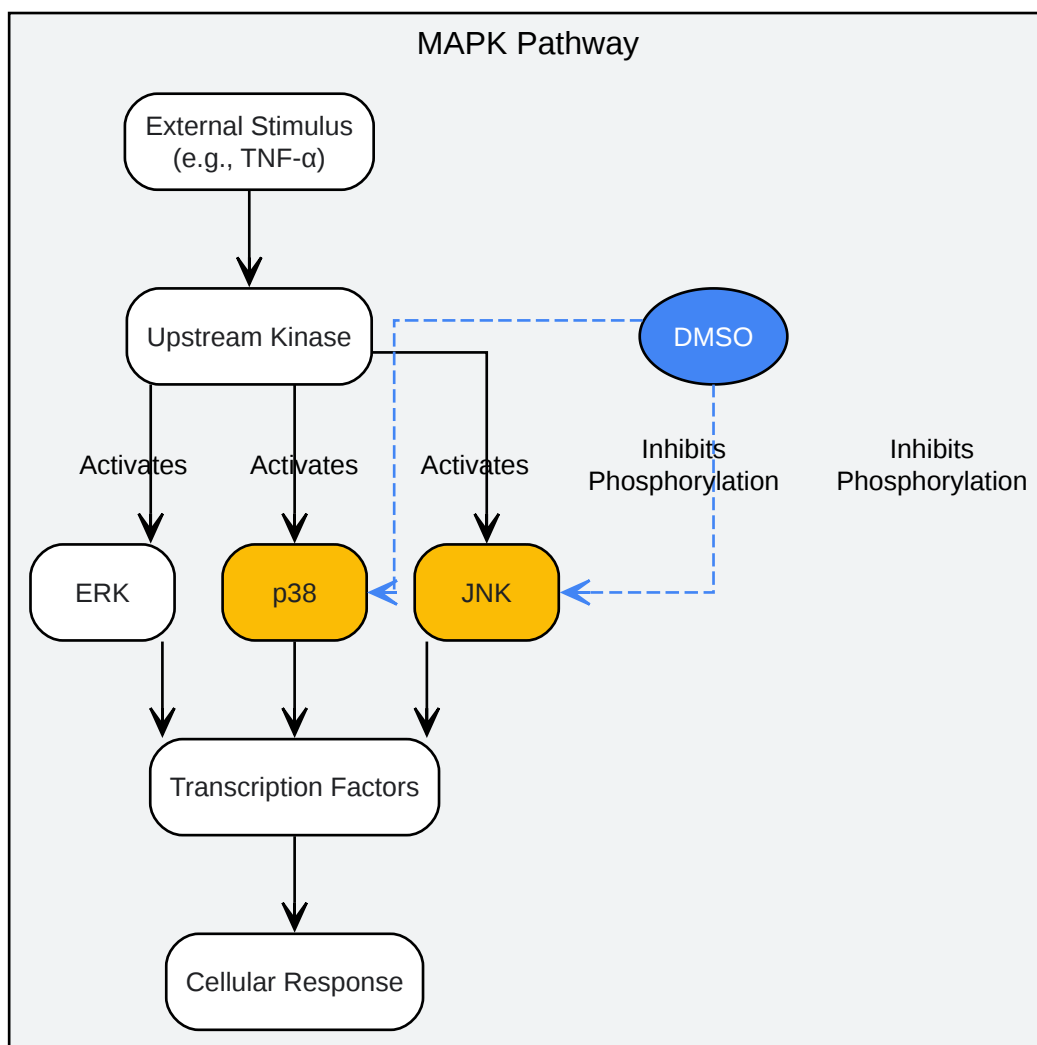 MAPK Pathway
External Stimulus
(e.g., TNF-α)
Upstream Kinase
DMSO
Activates
Activates
Activates
Inhibits
Phosphorylation
Inhibits
Phosphorylation
ERK
p38
JNK
Transcription Factors
Cellular Response